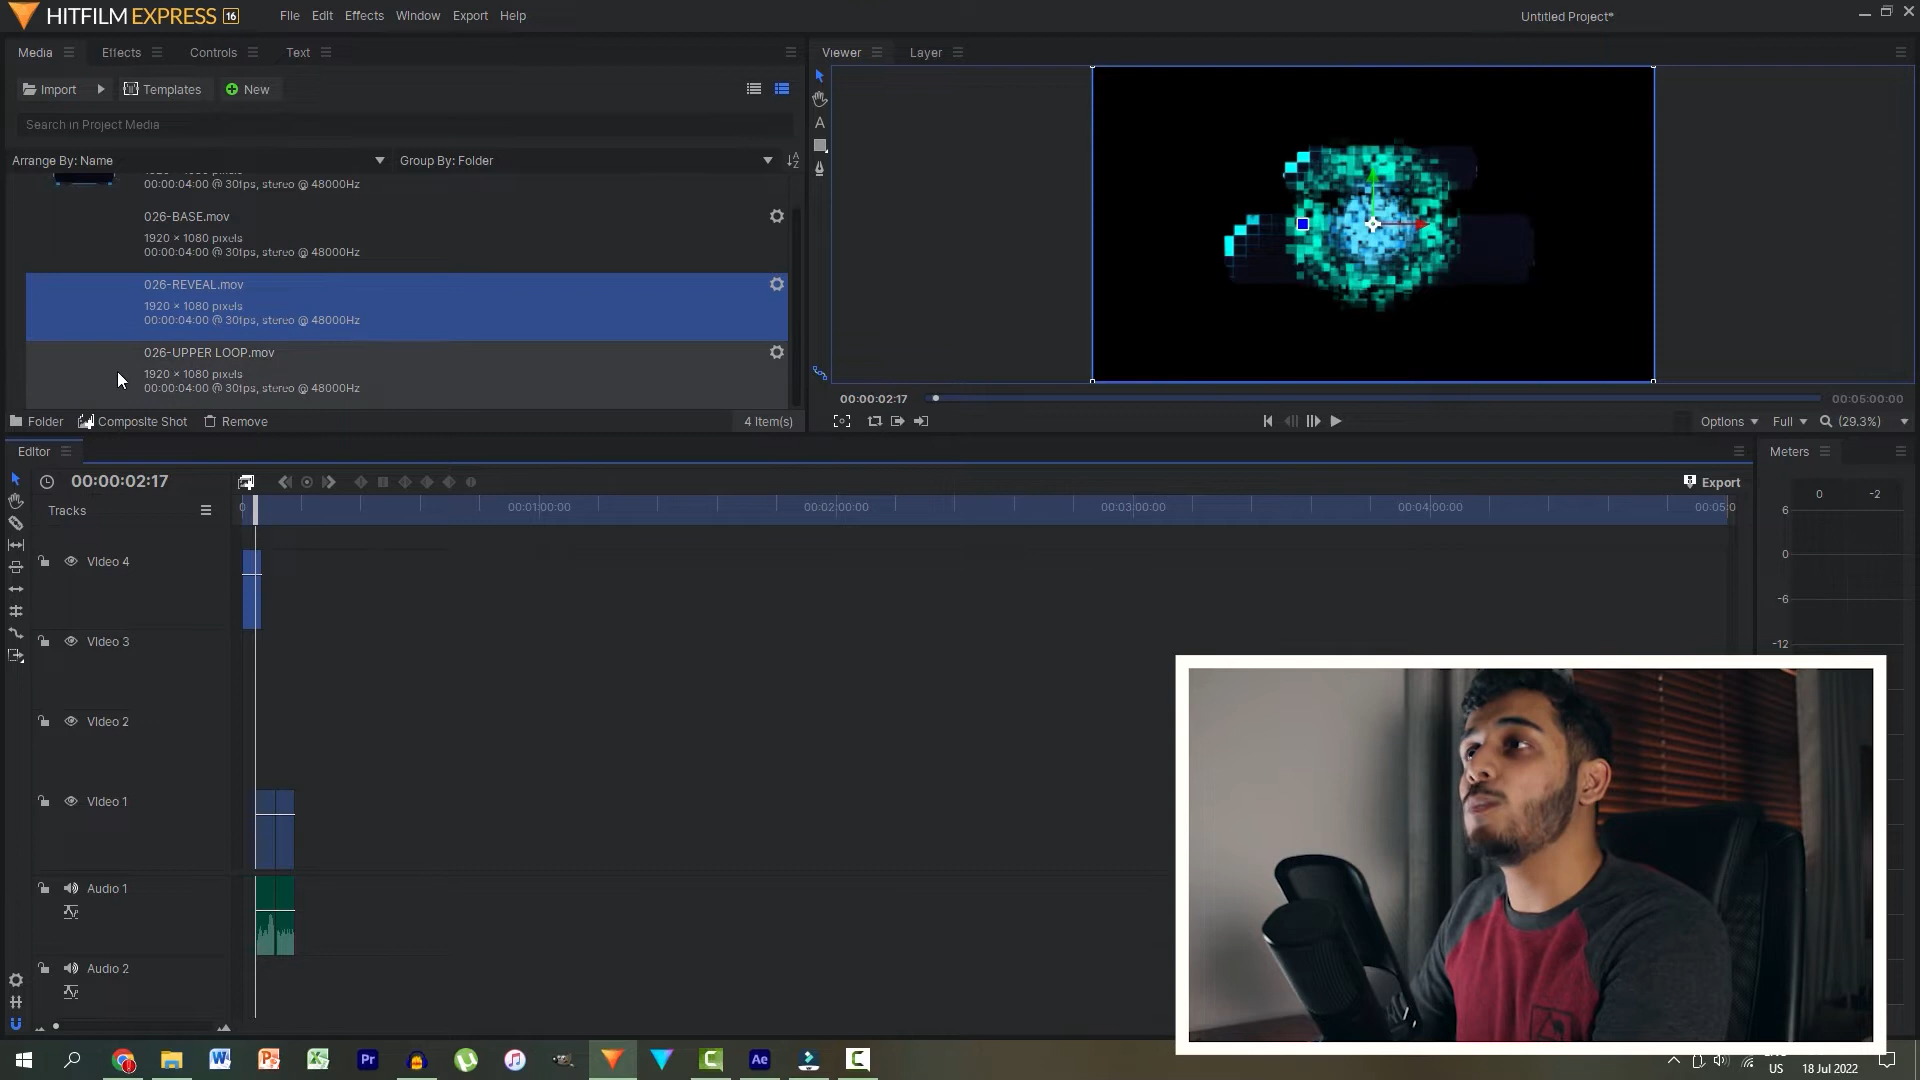 HITFILM EXPRESS 16
File Edit Effects Window Export Help
Untitled Project*
Media Effects Controls Text
Viewer Layer
Import Templates New
Search in Project Media
Arrange By: Name Group By: Folder
00:00:04:00 @ 30fps, stereo @ 48000Hz
026-BASE.mov
1920 × 1080 pixels
00:00:04:00 @ 30fps, stereo @ 48000Hz
026-REVEAL.mov
1920 × 1080 pixels
00:00:04:00 @ 30fps, stereo @ 48000Hz
026-UPPER LOOP.mov
1920 × 1080 pixels
00:00:04:00 @ 30fps, stereo @ 48000Hz
Folder Composite Shot Remove 4 Item(s)
A
00:00:02:17 00:05:00:00
Options Full (29.3%)
Editor
Meters
00:00:02:17
Export
Tracks
0 00:01:00:00 00:02:00:00 00:03:00:00 00:04:00:00 00:05:0
0 -2
6
0
-6
-12
Video 4
Video 3
Video 2
Video 1
Audio 1
Audio 2
Pr
Ae
US
18 Jul 2022